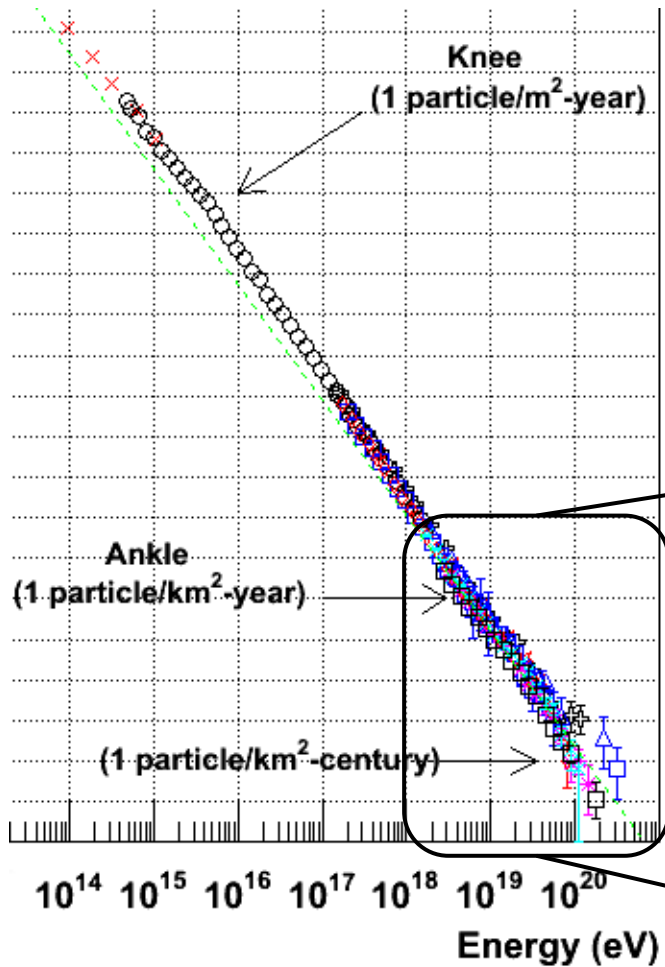 Knee
(1 particle/m²-year)
Ankle
(1 particle/km²-year)
(1 particle/km²-century)
10¹⁴ 10¹⁵ 10¹⁶ 10¹⁷ 10¹⁸ 10¹⁹ 10²⁰
Energy (eV)